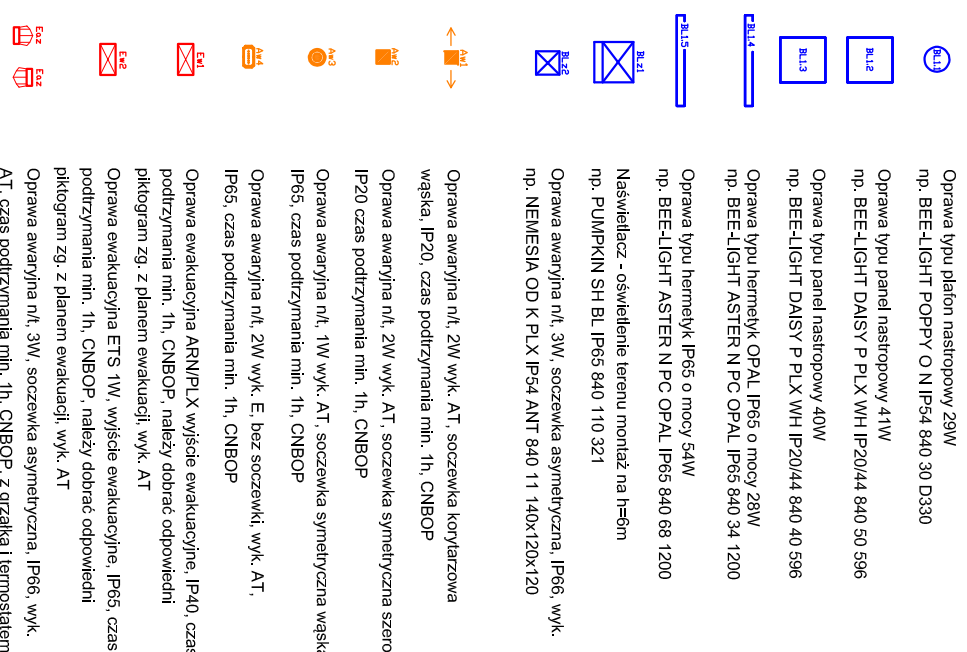 BL1.1
Oprawa typu plafon nastropowy 29W
np. BEE-LIGHT POPPY O N IP54 840 30 D330
BL1.2
Oprawa typu panel nastropowy 41W
np. BEE-LIGHT DAISY P PLX WH IP20/44 840 50 596
BL1.3
Oprawa typu panel nastropowy 40W
np. BEE-LIGHT DAISY P PLX WH IP20/44 840 40 596
BL1.4
Oprawa typu hermetyk OPAL IP65 o mocy 28W
np. BEE-LIGHT ASTER N PC OPAL IP65 840 34 1200
BL1.5
Oprawa typu hermetyk IP65 o mocy 54W
np. BEE-LIGHT ASTER N PC OPAL IP65 840 68 1200
BLz1
Naświetlacz - oświetlenie terenu montaż na h=6m
np. PUMPKIN SH BL IP65 840 110 321
BLz2
Oprawa awaryjna n/t, 3W, soczewka asymetryczna, IP66, wyk.
np. NEMESIA OD K PLX IP54 ANT 840 11 140x120x120
Aw1
Oprawa awaryjna n/t, 2W wyk. AT, soczewka korytarzowa
wąska, IP20, czas podtrzymania min. 1h, CNBOP
Aw2
Oprawa awaryjna n/t, 2W wyk. AT, soczewka symetryczna szero
IP20 czas podtrzymania min. 1h, CNBOP
Aw3
Oprawa awaryjna n/t, 1W wyk. AT, soczewka symetryczna wąska
IP65, czas podtrzymania min. 1h, CNBOP
Aw4
Oprawa awaryjna n/t, 2W wyk. E, bez soczewki, wyk. AT,
IP65, czas podtrzymania min. 1h, CNBOP
Ew1
Oprawa ewakuacyjna ARN/PLX wyjście ewakuacyjne, IP40, czas
podtrzymania min. 1h, CNBOP, należy dobrać odpowiedni
piktogram zg. z planem ewakuacji, wyk. AT
Ew2
Oprawa ewakuacyjna ETS 1W, wyjście ewakuacyjne, IP65, czas
podtrzymania min. 1h, CNBOP, należy dobrać odpowiedni
piktogram zg. z planem ewakuacji, wyk. AT
Eaz
Eaz
Oprawa awaryjna n/t, 3W, soczewka asymetryczna, IP66, wyk.
AT, czas podtrzymania min. 1h, CNBOP, z grzałką i termostatem